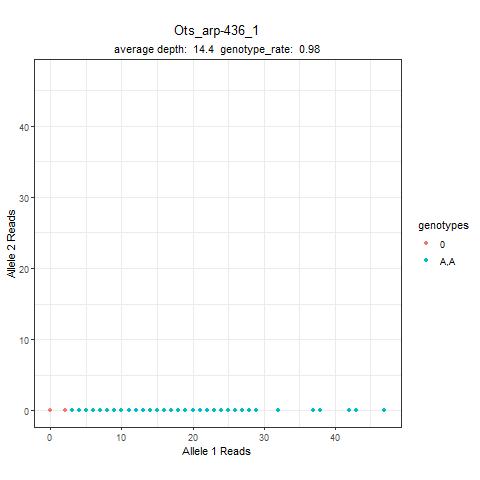 Ots_arp-436_1
average depth:  14.4  genotype_rate:  0.98
40
30
20
10
0
Allele 2 Reads
0 10 20 30 40
Allele 1 Reads
genotypes
0
A,A